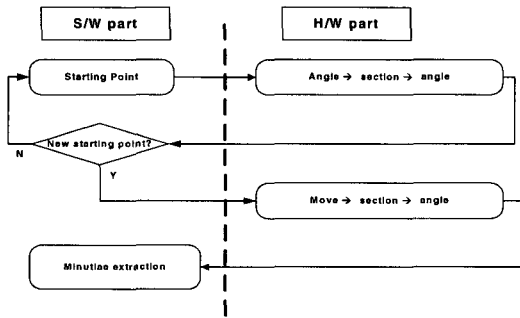 S/W part
H/W part
Starting Point
Angle → section → angle
New starting point?
N
Y
Move → section → angle
Minutiae extraction